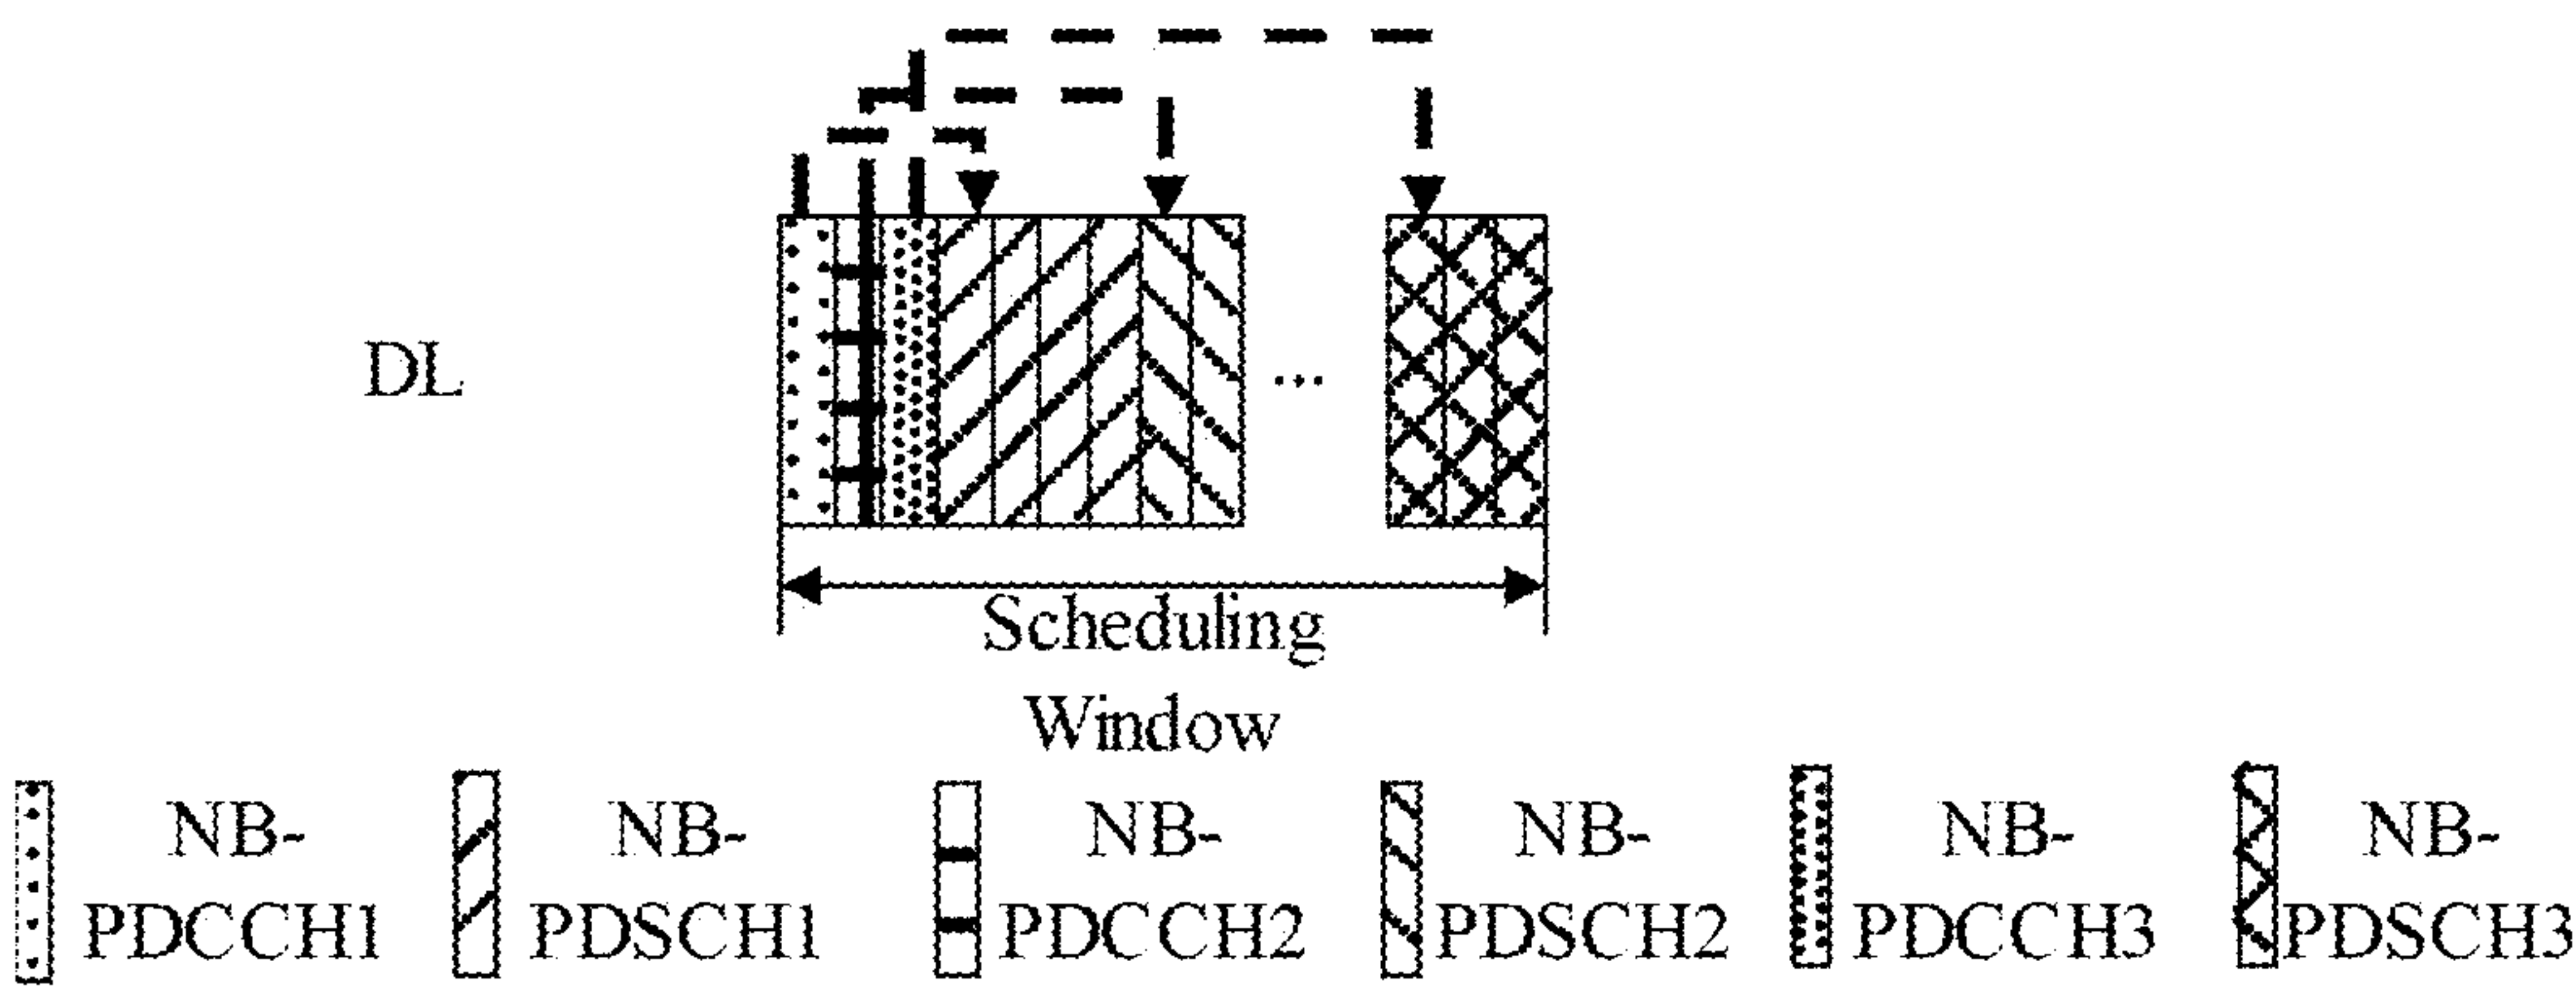 DL
...
Scheduling
Window
NB- NB- NB- NB- NB- NB-
PDCCH1 PDSCH1 PDCCH2 PDSCH2 PDCCH3 PDSCH3